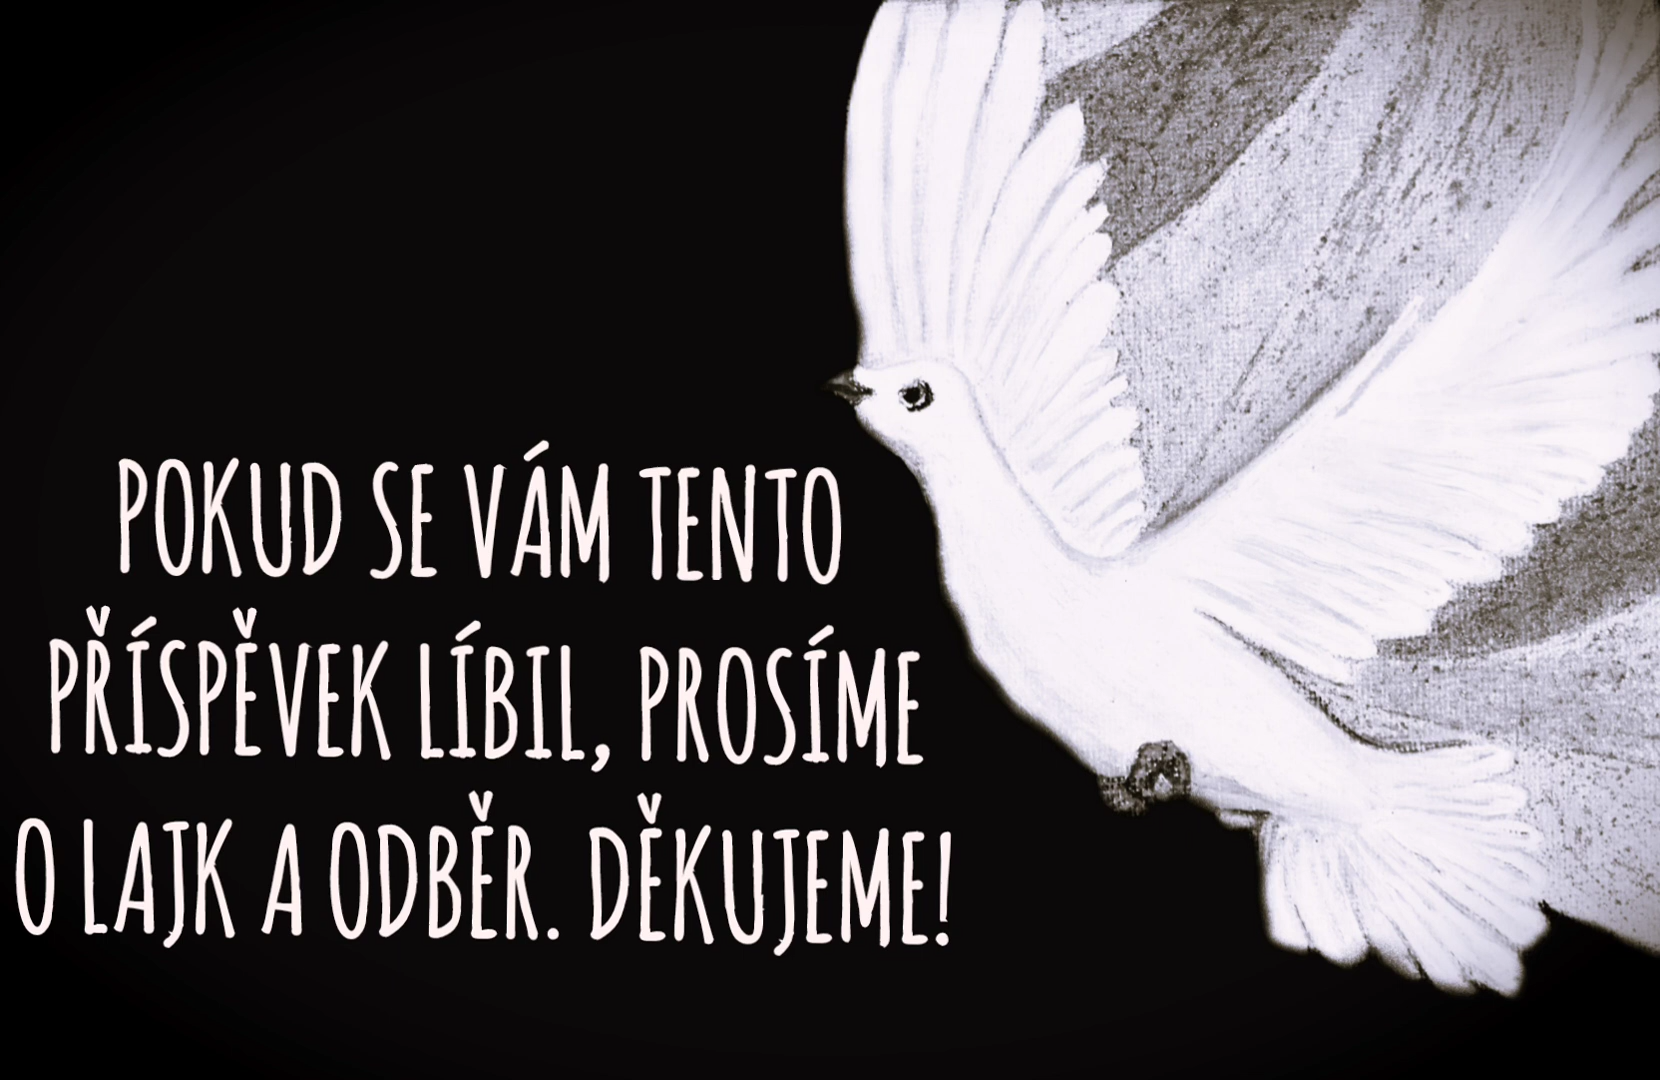 POKUD SE VÁM TENTO
PŘÍSPĚVEK LÍBIL, PROSÍME
O LAJK A ODBĚR. DĚKUJEME!